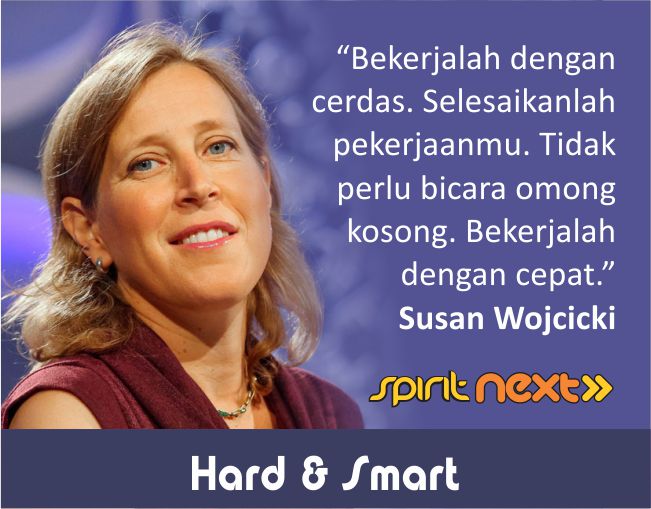 “Bekerjalah dengan
cerdas. Selesaikanlah
pekerjaanmu. Tidak
perlu bicara omong
kosong. Bekerjalah
dengan cepat.”
Susan Wojcicki
spirit next
Hard & Smart